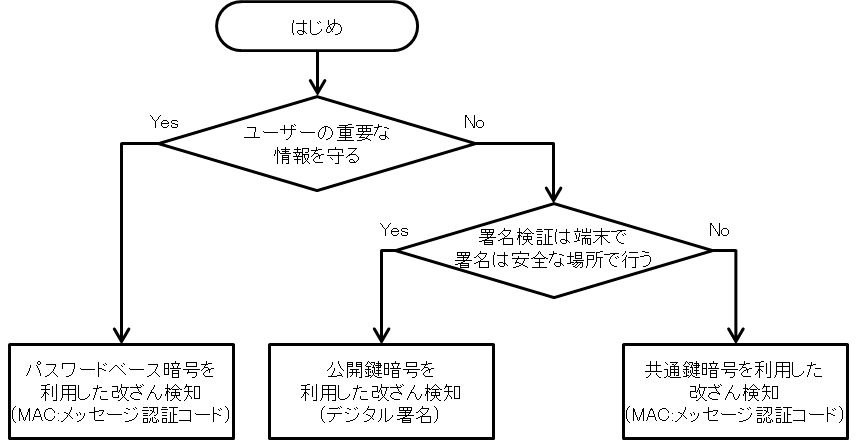 はじめ
Yes
No
ユーザーの重要な
情報を守る
Yes
No
署名検証は端末で
署名は安全な場所で行う
パスワードベース暗号を
利用した改ざん検知
(MAC:メッセージ認証コード)
公開鍵暗号を
利用した改ざん検知
(デジタル署名)
共通鍵暗号を利用した
改ざん検知
(MAC:メッセージ認証コード)